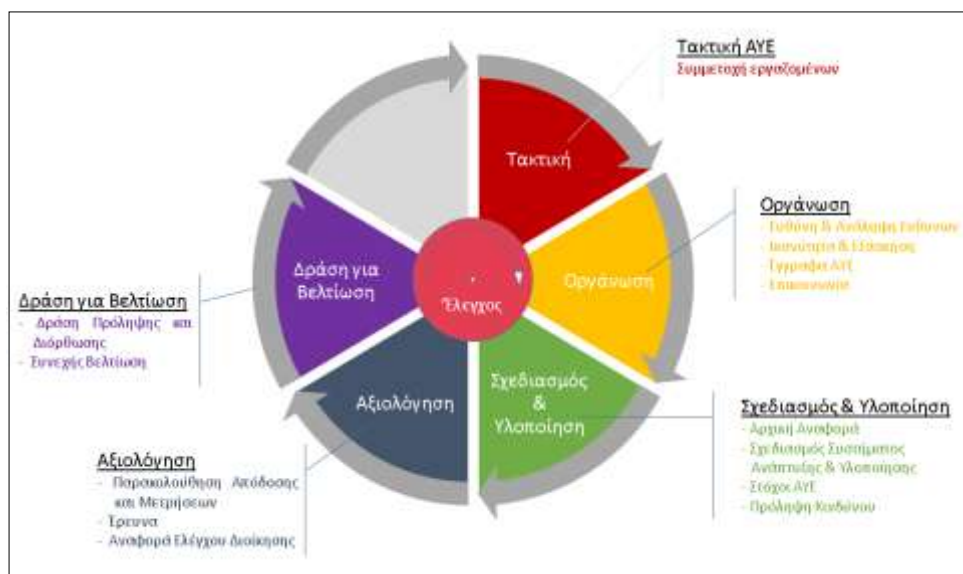 Τακτική ΑΥΕ
Συμμετοχή εργαζομένων
Τακτική
Οργάνωση
- Ευθύνη & Ανάληψη Ευθυνών
- Ικανότητα & Εξάσκηση
- Έγγραφα ΑΥΕ
- Επικοινωνία
Οργάνωση
Δράση για
Βελτίωση
Έλεγχος
Δράση για Βελτίωση
- Δράση Πρόληψης και
Διόρθωσης
- Συνεχής Βελτίωση
Αξιολόγηση
Σχεδιασμός
&
Υλοποίηση
Σχεδιασμός & Υλοποίηση
- Αρχική Αναφορά
- Σχεδιασμός Συστήματος
Ανάπτυξης & Υλοποίησης
- Στόχοι ΑΥΕ
- Πρόληψη Κινδύνου
Αξιολόγηση
- Παρακολούθηση Απόδοσης
και Μετρήσεων
- Έρευνα
- Αναφορά Ελέγχου Διοίκησης